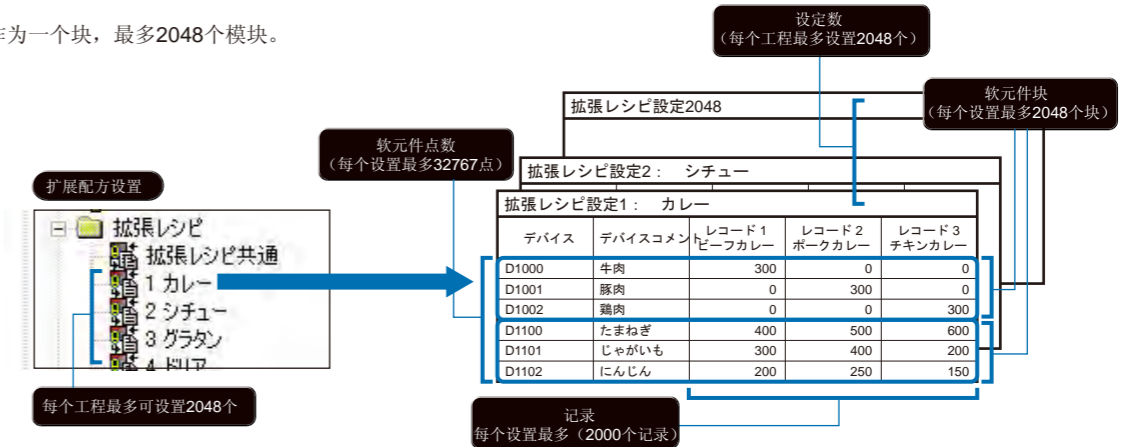 作为一个块，最多2048个模块。
设定数
（每个工程最多设置2048个）
软元件块
（每个设置最多2048个块）
软元件点数
（每个设置最多32767点）
扩展配方设置
拡張レシピ
拡張レシピ共通
1 カレー
2 シチュー
3 グラタン
4 ドリア
每个工程最多可设置2048个
拡張レシピ設定2048
拡張レシピ設定2： シチュー
拡張レシピ設定1： カレー
デバイス デバイスコメント レコード1 レコード2 レコード3
ビーフカレー ポークカレー チキンカレー
D1000 牛肉 300 0 0
D1001 豚肉 0 300 0
D1002 鶏肉 0 0 300
D1100 たまねぎ 400 500 600
D1101 じゃがいも 300 400 200
D1102 にんじん 200 250 150
记录
每个设置最多（2000个记录）